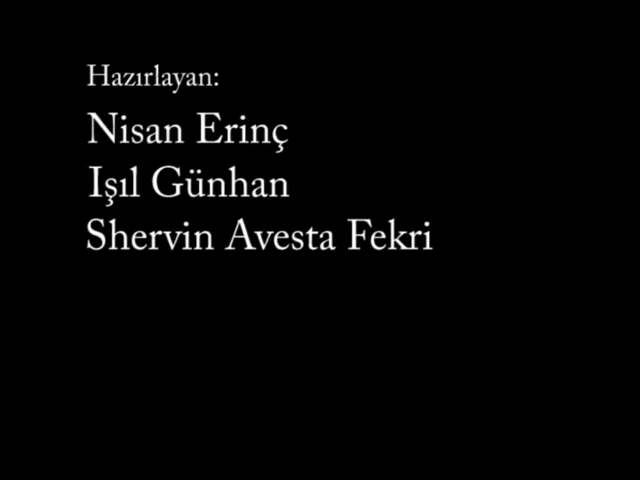 Hazırlayan:
Nisan Erinç
Işıl Günhan
Shervin Avesta Fekri